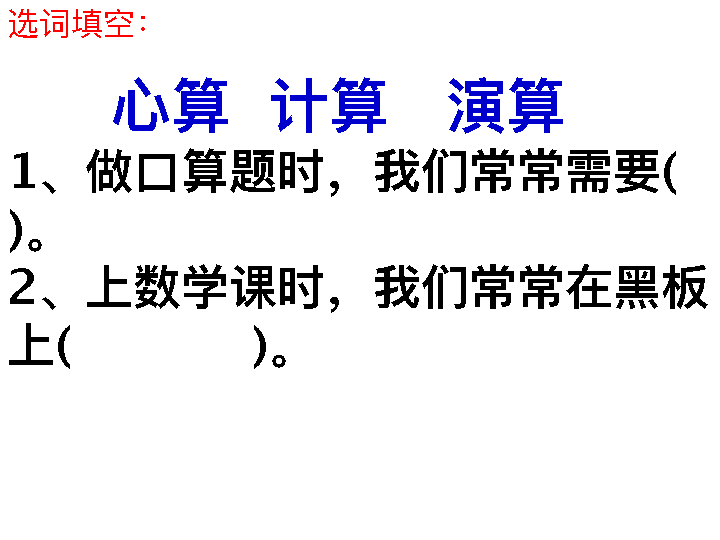 选词填空：
心算 计算 演算
1、做口算题时，我们常常需要(
)。
2、上数学课时，我们常常在黑板
上( )。